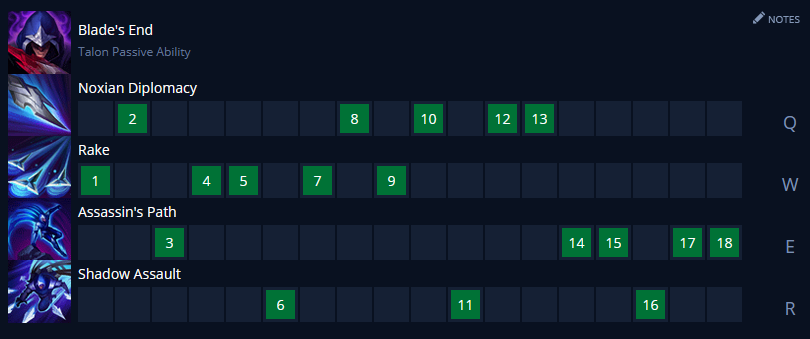 Blade's End
NOTES
Talon Passive Ability
Noxian Diplomacy
2 8 10 12 13 Q
Rake
1 4 5 7 9 W
Assassin's Path
3 14 15 17 18 E
Shadow Assault
6 11 16 R